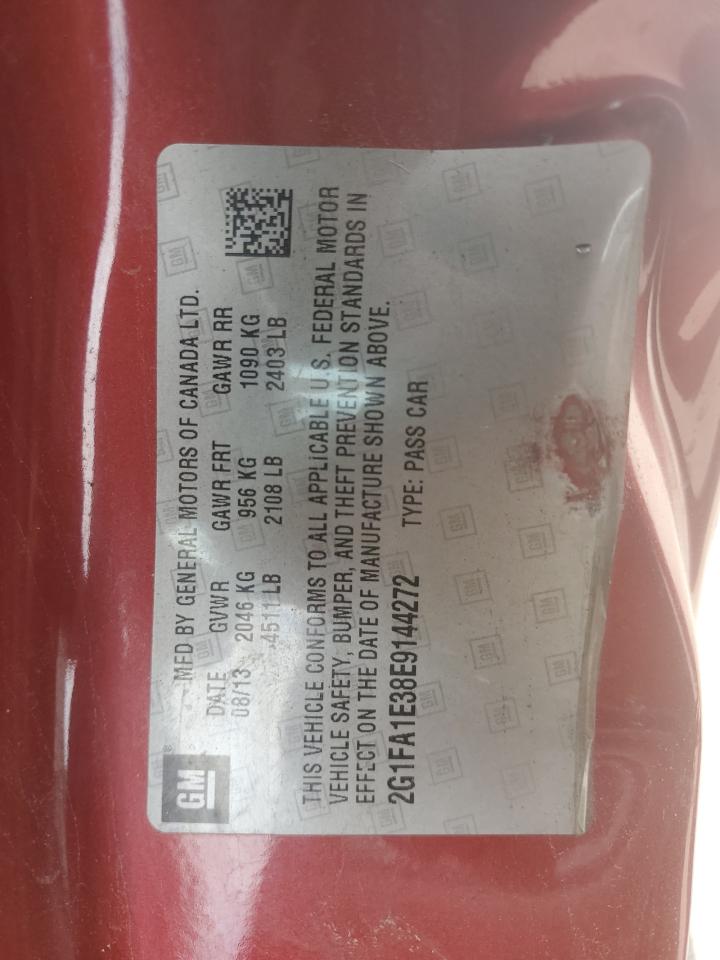 GM
MFD BY GENERAL MOTORS OF CANADA LTD.
DATE GVWR GAWR FRT GAWR RR
08/13 2046 KG 956 KG 1090 KG
4511 LB 2108 LB 2403 LB
THIS VEHICLE CONFORMS TO ALL APPLICABLE U.S. FEDERAL MOTOR
VEHICLE SAFETY, BUMPER, AND THEFT PREVENTION STANDARDS IN
EFFECT ON THE DATE OF MANUFACTURE SHOWN ABOVE.
2G1FA1E38E9144272 TYPE: PASS CAR